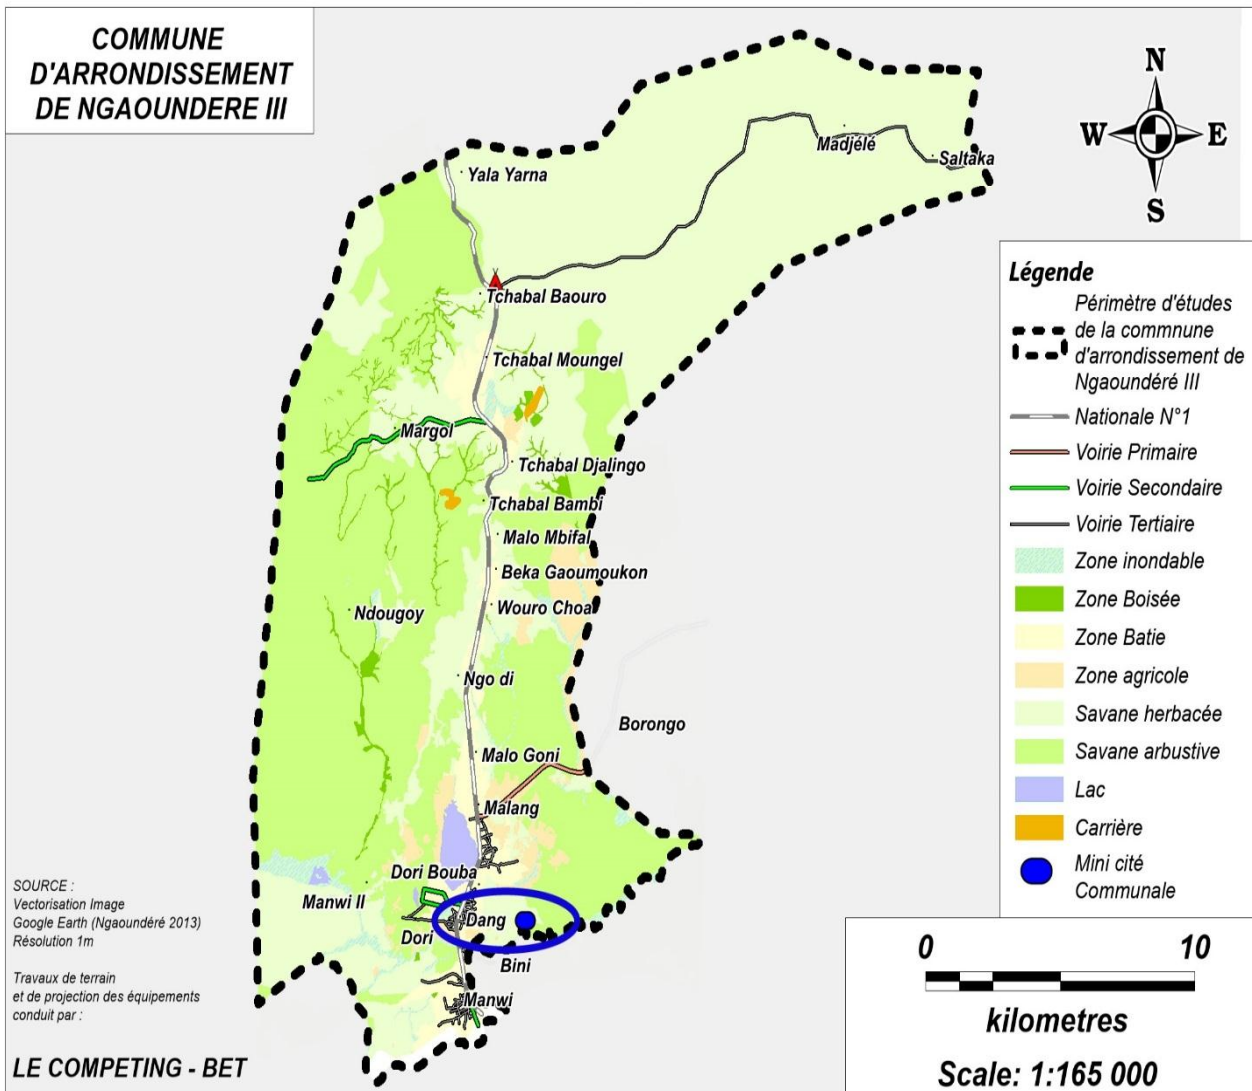 COMMUNE
D'ARRONDISSEMENT
DE NGAOUNDERE III
N
W
E
S
Madjélé
Saltaka
Yala Yarna
Tchabal Baouro
Tchabal Moungel
Margol
Tchabal Djalingo
Tchabal Bambi
Malo Mbifal
Beka Gaoumoukon
Ndougoy
Wouro Choa
Ngo di
Borongo
Malo Goni
Malang
Dori Bouba
Manwi II
Dang
Dori
Bini
Manwi
Légende
Périmètre d'études
de la commnune
d'arrondissement de
Ngaoundéré III
Nationale N°1
Voirie Primaire
Voirie Secondaire
Voirie Tertiaire
Zone inondable
Zone Boisée
Zone Batie
Zone agricole
Savane herbacée
Savane arbustive
Lac
Carrière
Mini cité
Communale
SOURCE :
Vectorisation Image
Google Earth (Ngaoundéré 2013)
Résolution 1m
Travaux de terrain
et de projection des équipements
conduit par :
LE COMPETING - BET
0 10
kilometres
Scale: 1:165 000